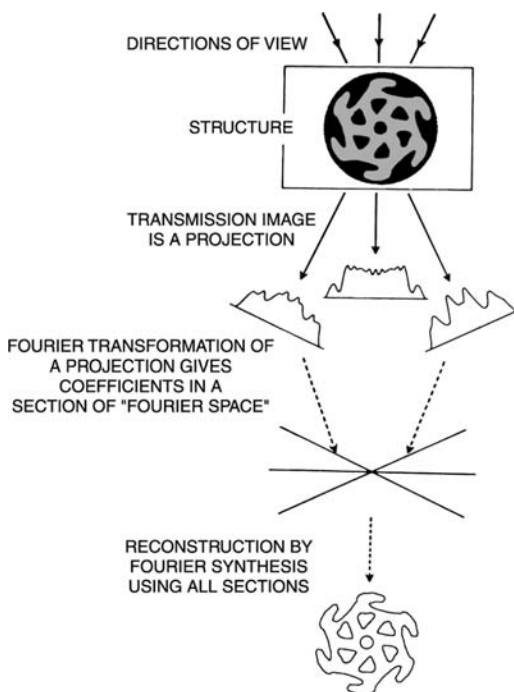 DIRECTIONS OF VIEW
STRUCTURE
TRANSMISSION IMAGE
IS A PROJECTION
FOURIER TRANSFORMATION OF
A PROJECTION GIVES
COEFFICIENTS IN A
SECTION OF "FOURIER SPACE"
RECONSTRUCTION BY
FOURIER SYNTHESIS
USING ALL SECTIONS